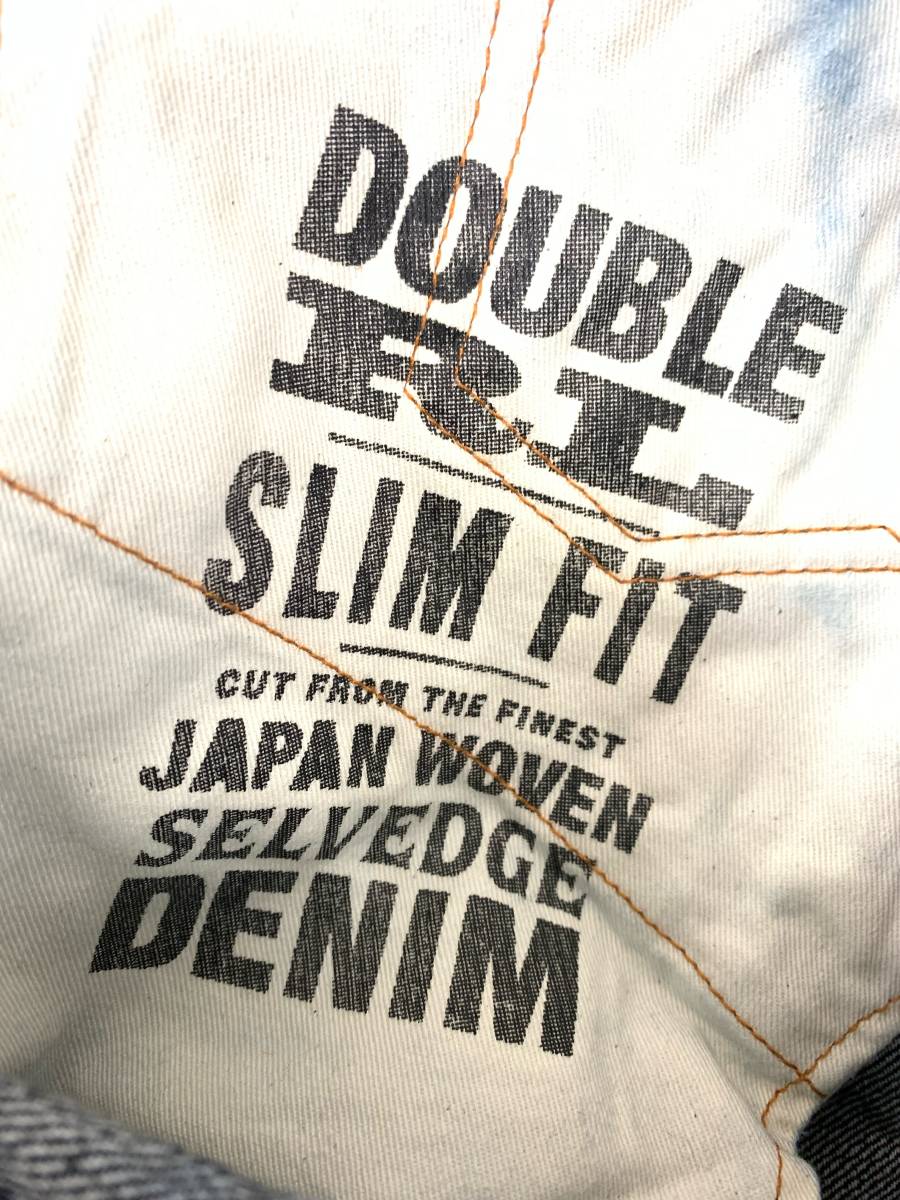 DOUBLE
RL
SLIM FIT
CUT FROM THE FINEST
JAPAN WOVEN
SELVEDGE
DENIM